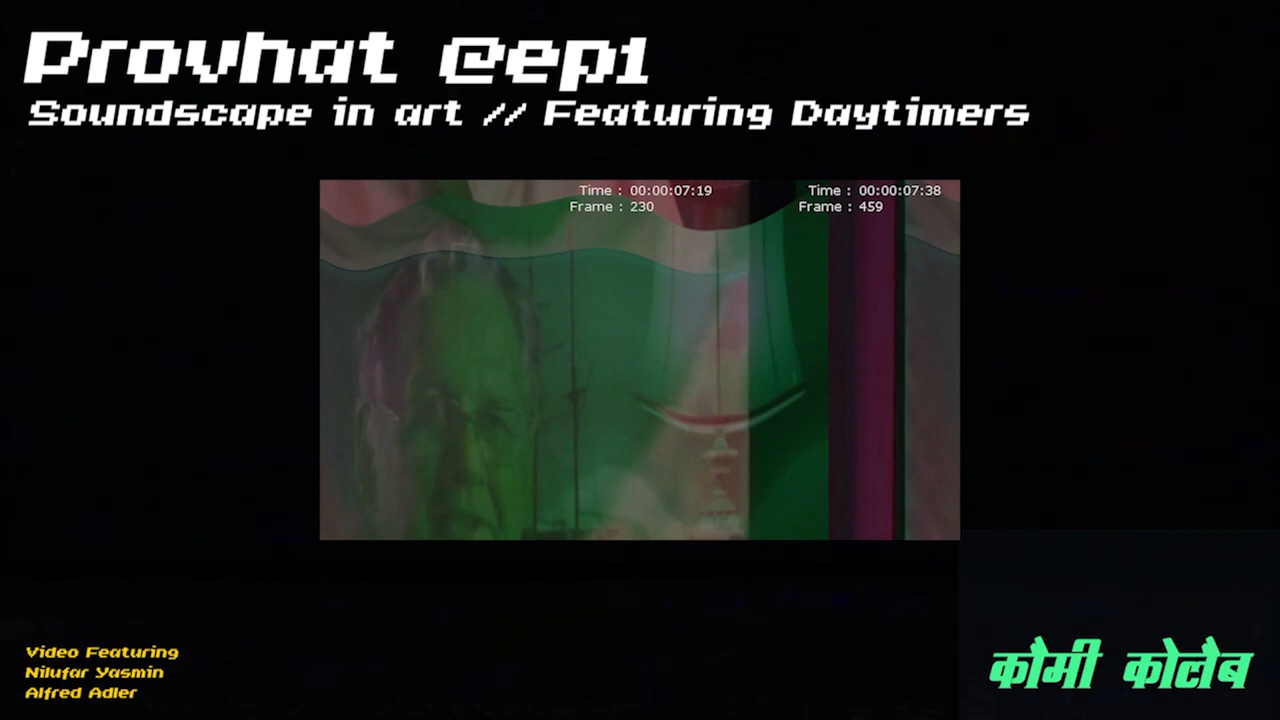 Provhat @ep1
Soundscape in art // Featuring Daytimers
Time : 00:00:07:19
Frame : 230
Time : 00:00:07:38
Frame : 459
Video Featuring
Nilufar Yasmin
Alfred Adler
कौमी कोलैब